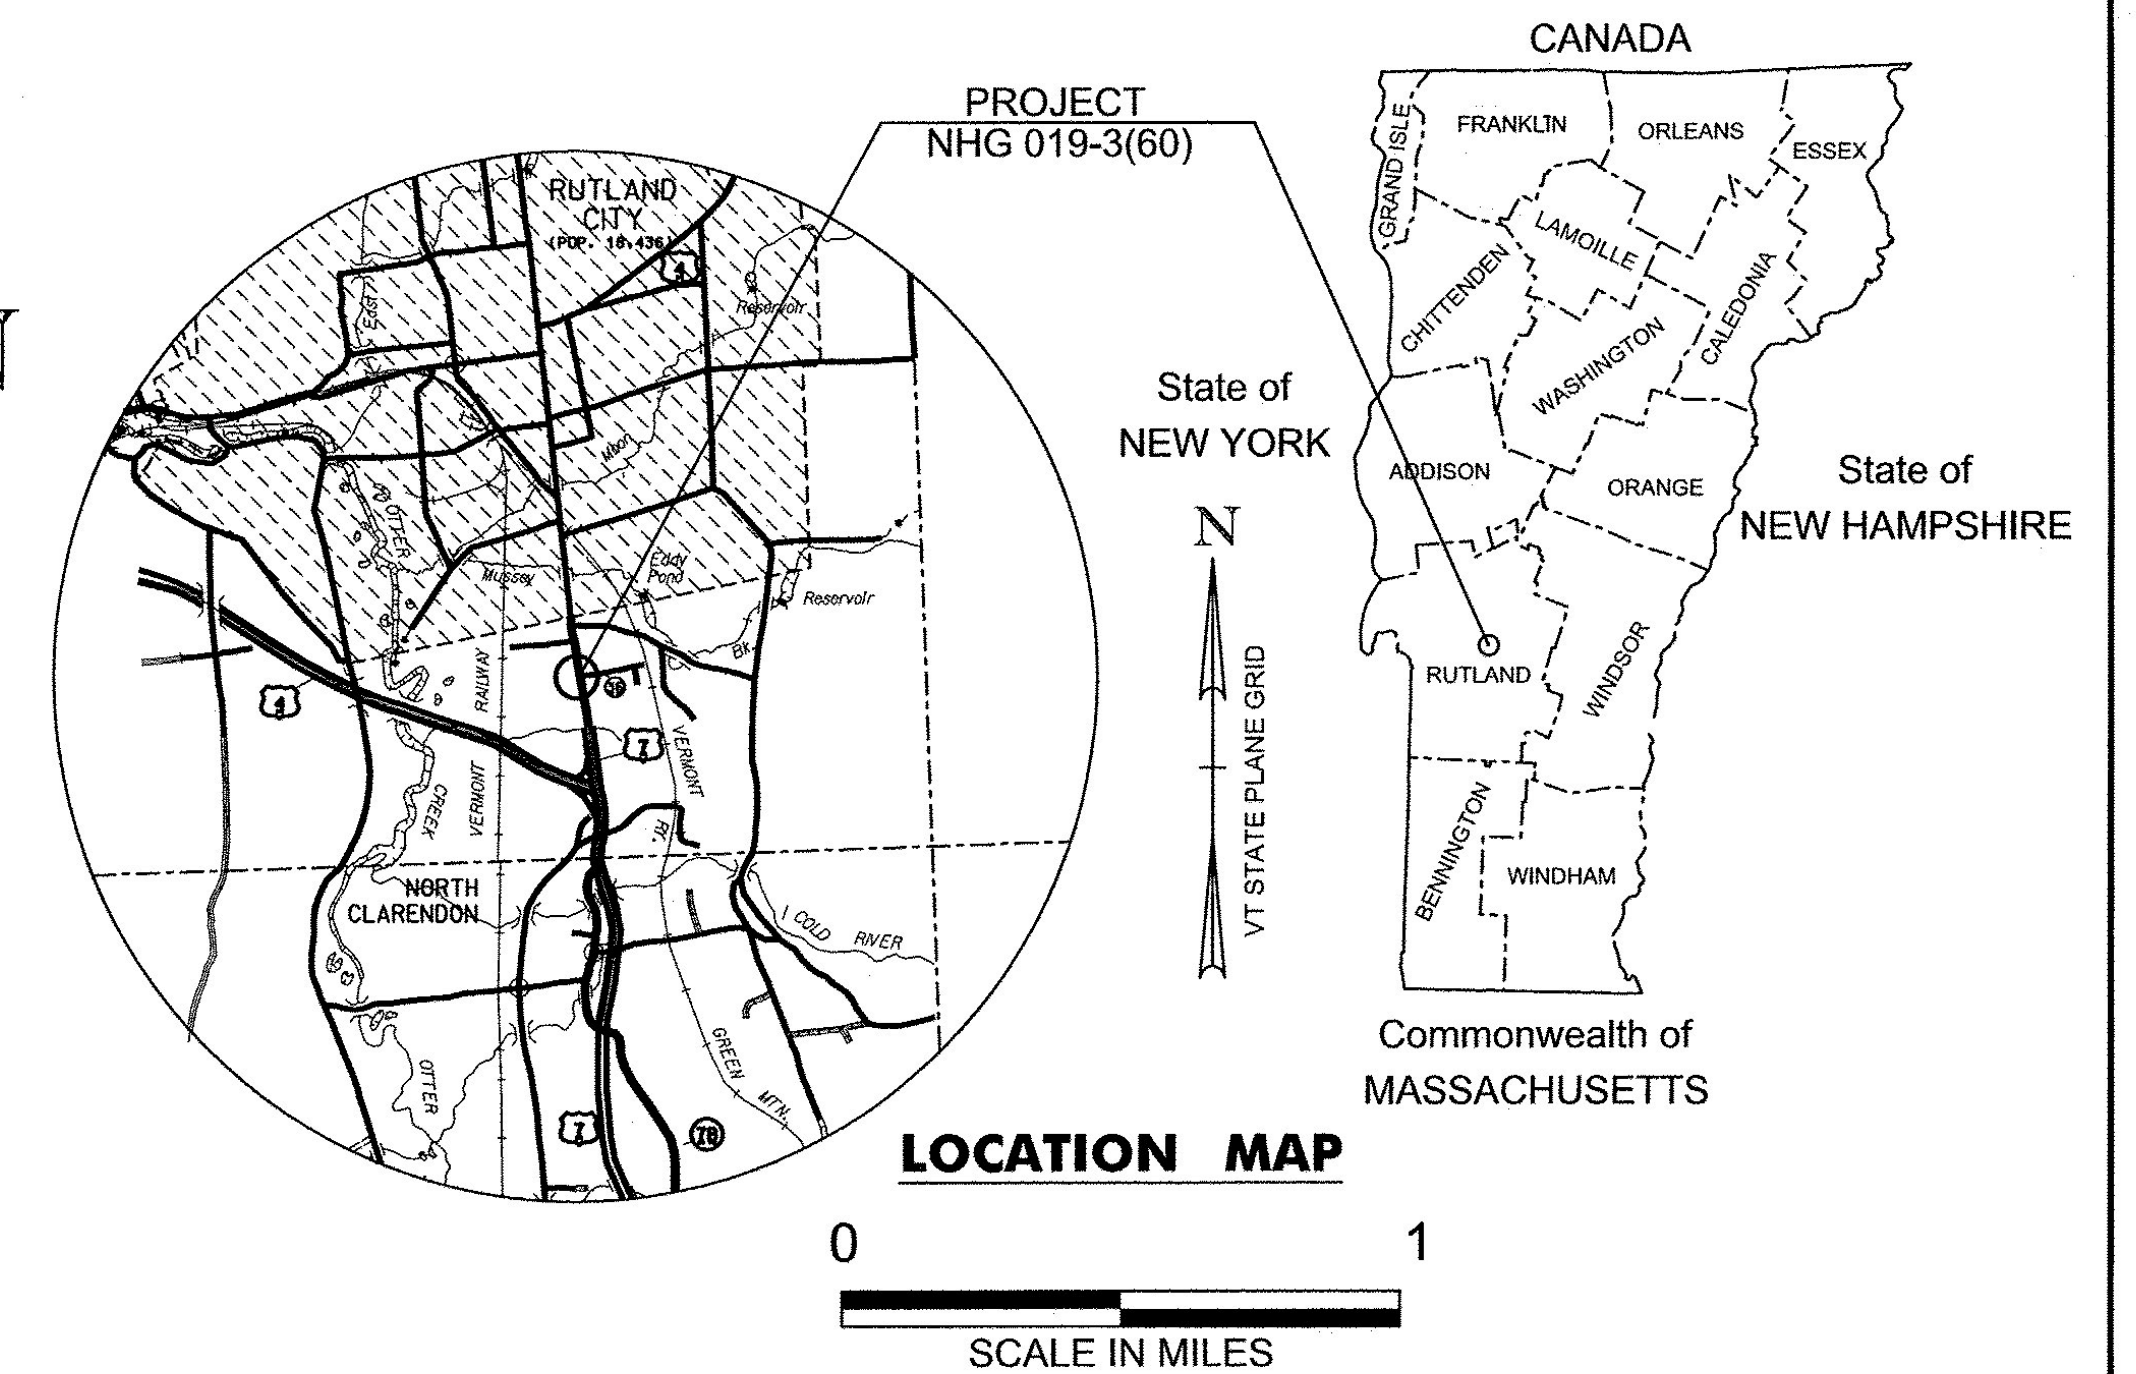 CANADA
PROJECT
NHG 019-3(60)
GRAND ISLE
FRANKLIN
ORLEANS
ESSEX
LAMOILLE
CHITTENDEN
WASHINGTON
CALEDONIA
ADDISON
ORANGE
RUTLAND
WINDSOR
BENNINGTON
WINDHAM
State of
NEW YORK
State of
NEW HAMPSHIRE
Commonwealth of
MASSACHUSETTS
N
VT STATE PLANE GRID
RUTLAND
CITY
4
Reservoir
East
Moon
OTTER
Mussey
Eddy
Pond
Reservoir
Bk.
RAILWAY
4
7
VERMONT
VERMONT
CREEK
Rf.
NORTH
CLARENDON
COLD RIVER
OTTER
GREEN
MTN.
7
7B
LOCATION MAP
0 1
SCALE IN MILES